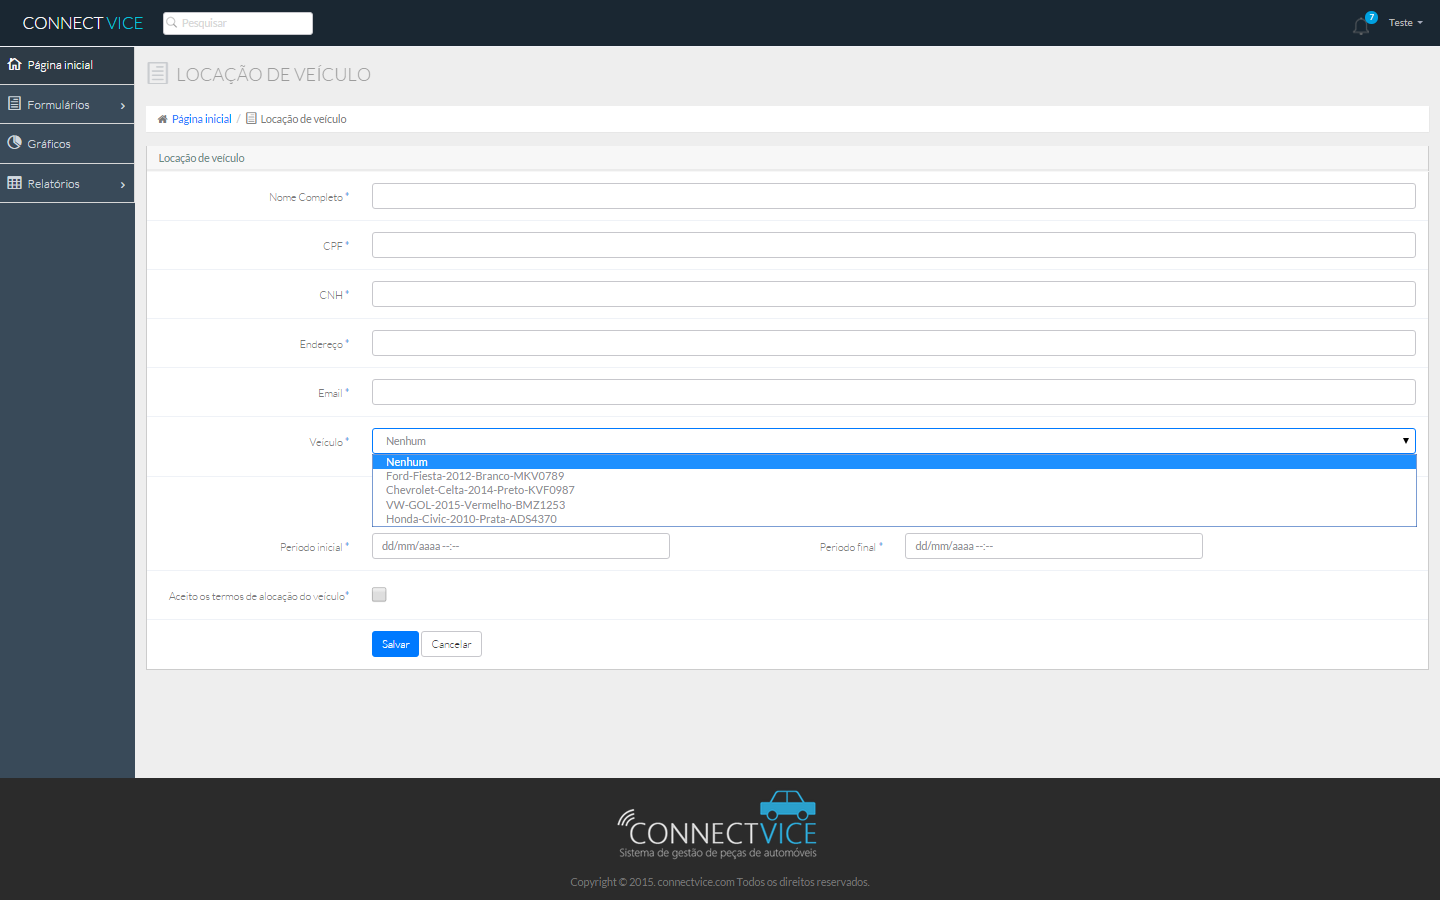 CONNECTVICE
Pesquisar
7
Teste
Página inicial
Formulários
Gráficos
Relatórios
LOCAÇÃO DE VEÍCULO
Página inicial / Locação de veículo
Locação de veículo
Nome Completo *
CPF *
CNH *
Endereço *
Email *
Veículo *
Nenhum
Nenhum
Ford-Fiesta-2012-Branco-MKV0789
Chevrolet-Celta-2014-Preto-KVF0987
VW-GOL-2015-Vermelho-BMZ1253
Honda-Civic-2010-Prata-ADS4370
Periodo inicial * dd/mm/aaaa --:-- Periodo final * dd/mm/aaaa --:--
Aceito os termos de alocação do veículo*
Salvar Cancelar
CONNECTVICE
Sistema de gestão de peças de automóveis
Copyright © 2015. connectvice.com Todos os direitos reservados.